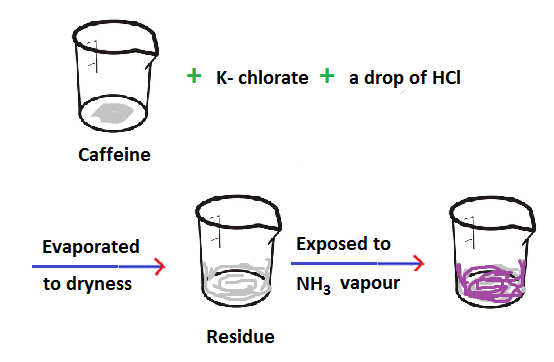 + K- chlorate + a drop of HCl
Caffeine
Evaporated
to dryness
Exposed to
NH₃ vapour
Residue